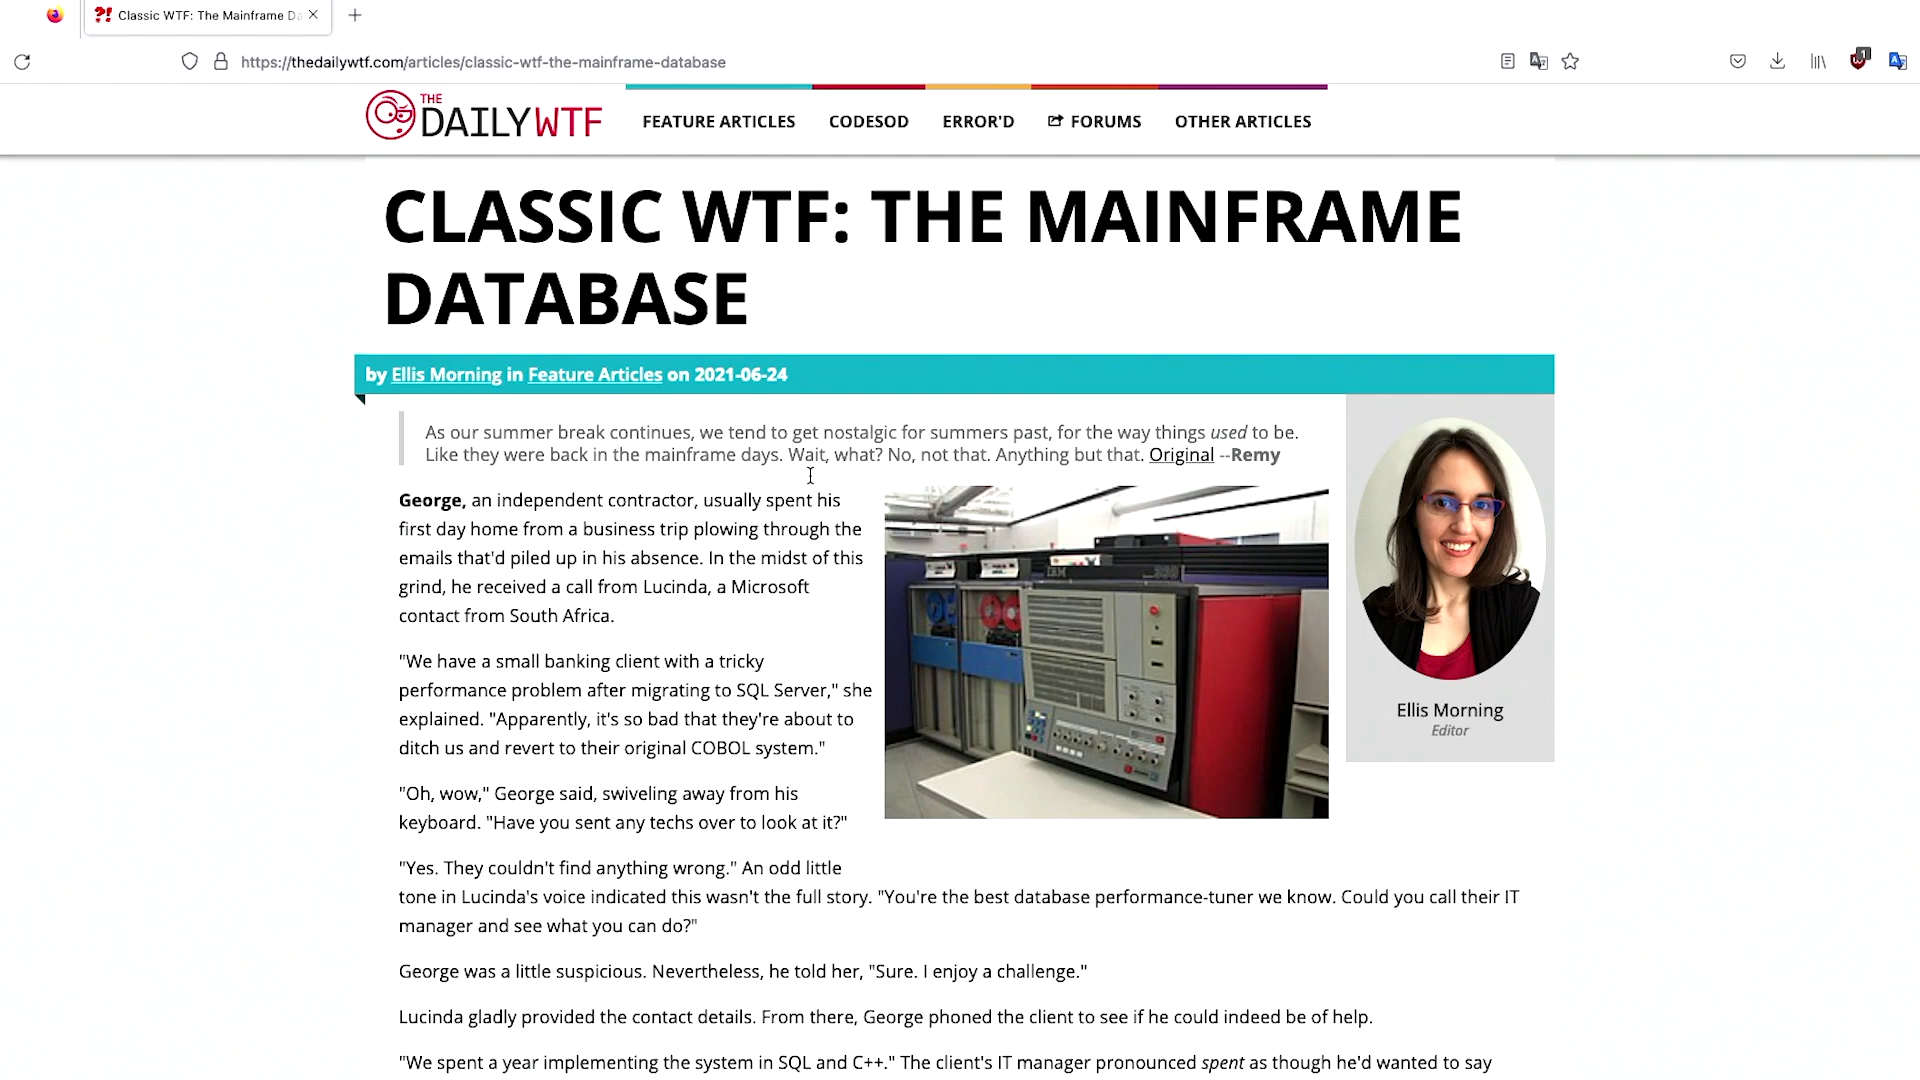 Classic WTF: The Mainframe Da
https://thedailywtf.com/articles/classic-wtf-the-mainframe-database
1
THE
DAILYWTF
FEATURE ARTICLES
CODESOD
ERROR'D
FORUMS
OTHER ARTICLES
CLASSIC WTF: THE MAINFRAME
DATABASE
by Ellis Morning in Feature Articles on 2021-06-24
As our summer break continues, we tend to get nostalgic for summers past, for the way things used to be.
Like they were back in the mainframe days. Wait, what? No, not that. Anything but that. Original --Remy
George, an independent contractor, usually spent his
first day home from a business trip plowing through the
emails that'd piled up in his absence. In the midst of this
grind, he received a call from Lucinda, a Microsoft
contact from South Africa.
"We have a small banking client with a tricky
performance problem after migrating to SQL Server," she
explained. "Apparently, it's so bad that they're about to
ditch us and revert to their original COBOL system."
"Oh, wow," George said, swiveling away from his
keyboard. "Have you sent any techs over to look at it?"
"Yes. They couldn't find anything wrong." An odd little
tone in Lucinda's voice indicated this wasn't the full story. "You're the best database performance-tuner we know. Could you call their IT
manager and see what you can do?"
George was a little suspicious. Nevertheless, he told her, "Sure. I enjoy a challenge."
Lucinda gladly provided the contact details. From there, George phoned the client to see if he could indeed be of help.
"We spent a year implementing the system in SQL and C++." The client's IT manager pronounced spent as though he'd wanted to say
IBM
Ellis Morning
Editor